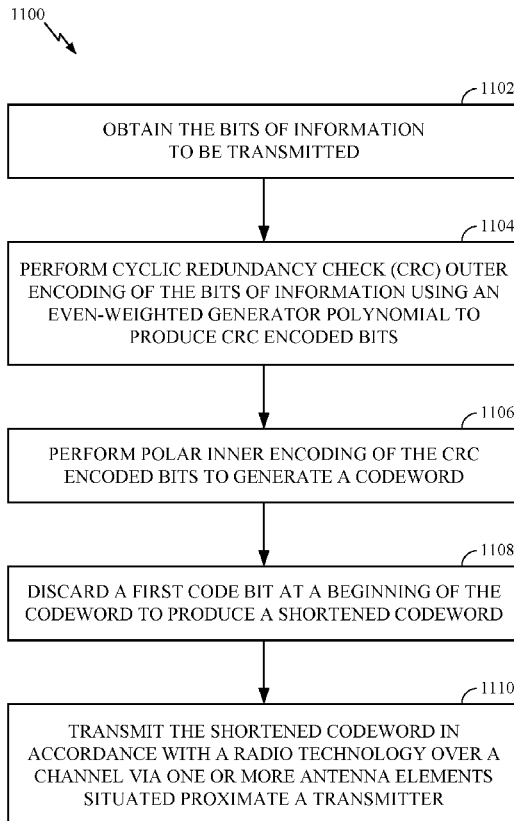 1100
1102
OBTAIN THE BITS OF INFORMATION
TO BE TRANSMITTED
1104
PERFORM CYCLIC REDUNDANCY CHECK (CRC) OUTER
ENCODING OF THE BITS OF INFORMATION USING AN
EVEN-WEIGHTED GENERATOR POLYNOMIAL TO
PRODUCE CRC ENCODED BITS
1106
PERFORM POLAR INNER ENCODING OF THE CRC
ENCODED BITS TO GENERATE A CODEWORD
1108
DISCARD A FIRST CODE BIT AT A BEGINNING OF THE
CODEWORD TO PRODUCE A SHORTENED CODEWORD
1110
TRANSMIT THE SHORTENED CODEWORD IN
ACCORDANCE WITH A RADIO TECHNOLOGY OVER A
CHANNEL VIA ONE OR MORE ANTENNA ELEMENTS
SITUATED PROXIMATE A TRANSMITTER